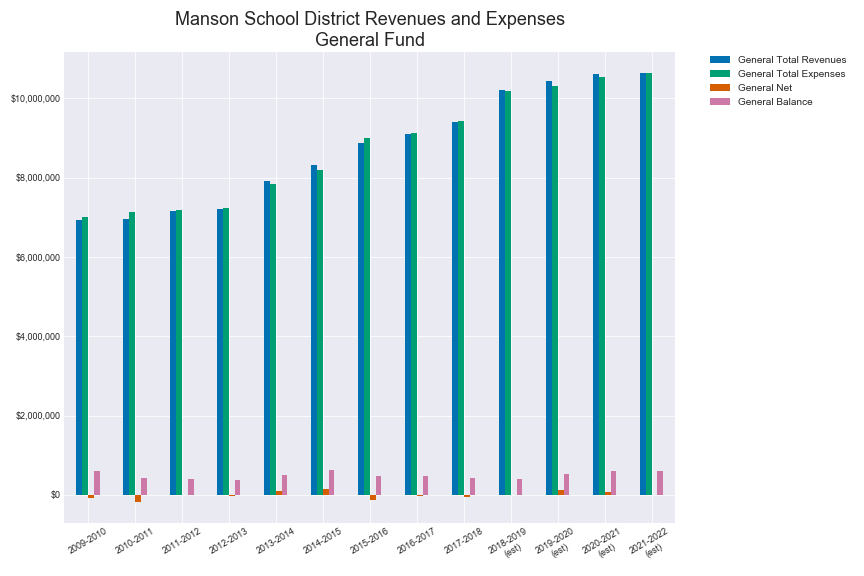 Manson School District Revenues and Expenses
General Fund
General Total Revenues
General Total Expenses
General Net
General Balance
$10,000,000
$8,000,000
$6,000,000
$4,000,000
$2,000,000
$0
2009-2010
2010-2011
2011-2012
2012-2013
2013-2014
2014-2015
2015-2016
2016-2017
2017-2018
2018-2019
(est)
2019-2020
(est)
2020-2021
(est)
2021-2022
(est)